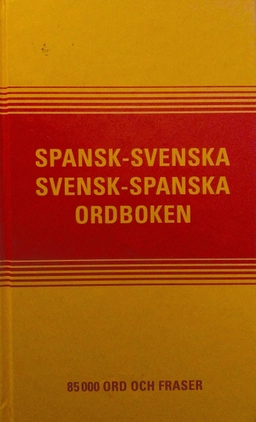 SPANSK-SVENSKA
SVENSK-SPANSKA
ORDBOKEN
85 000 ORD OCH FRASER